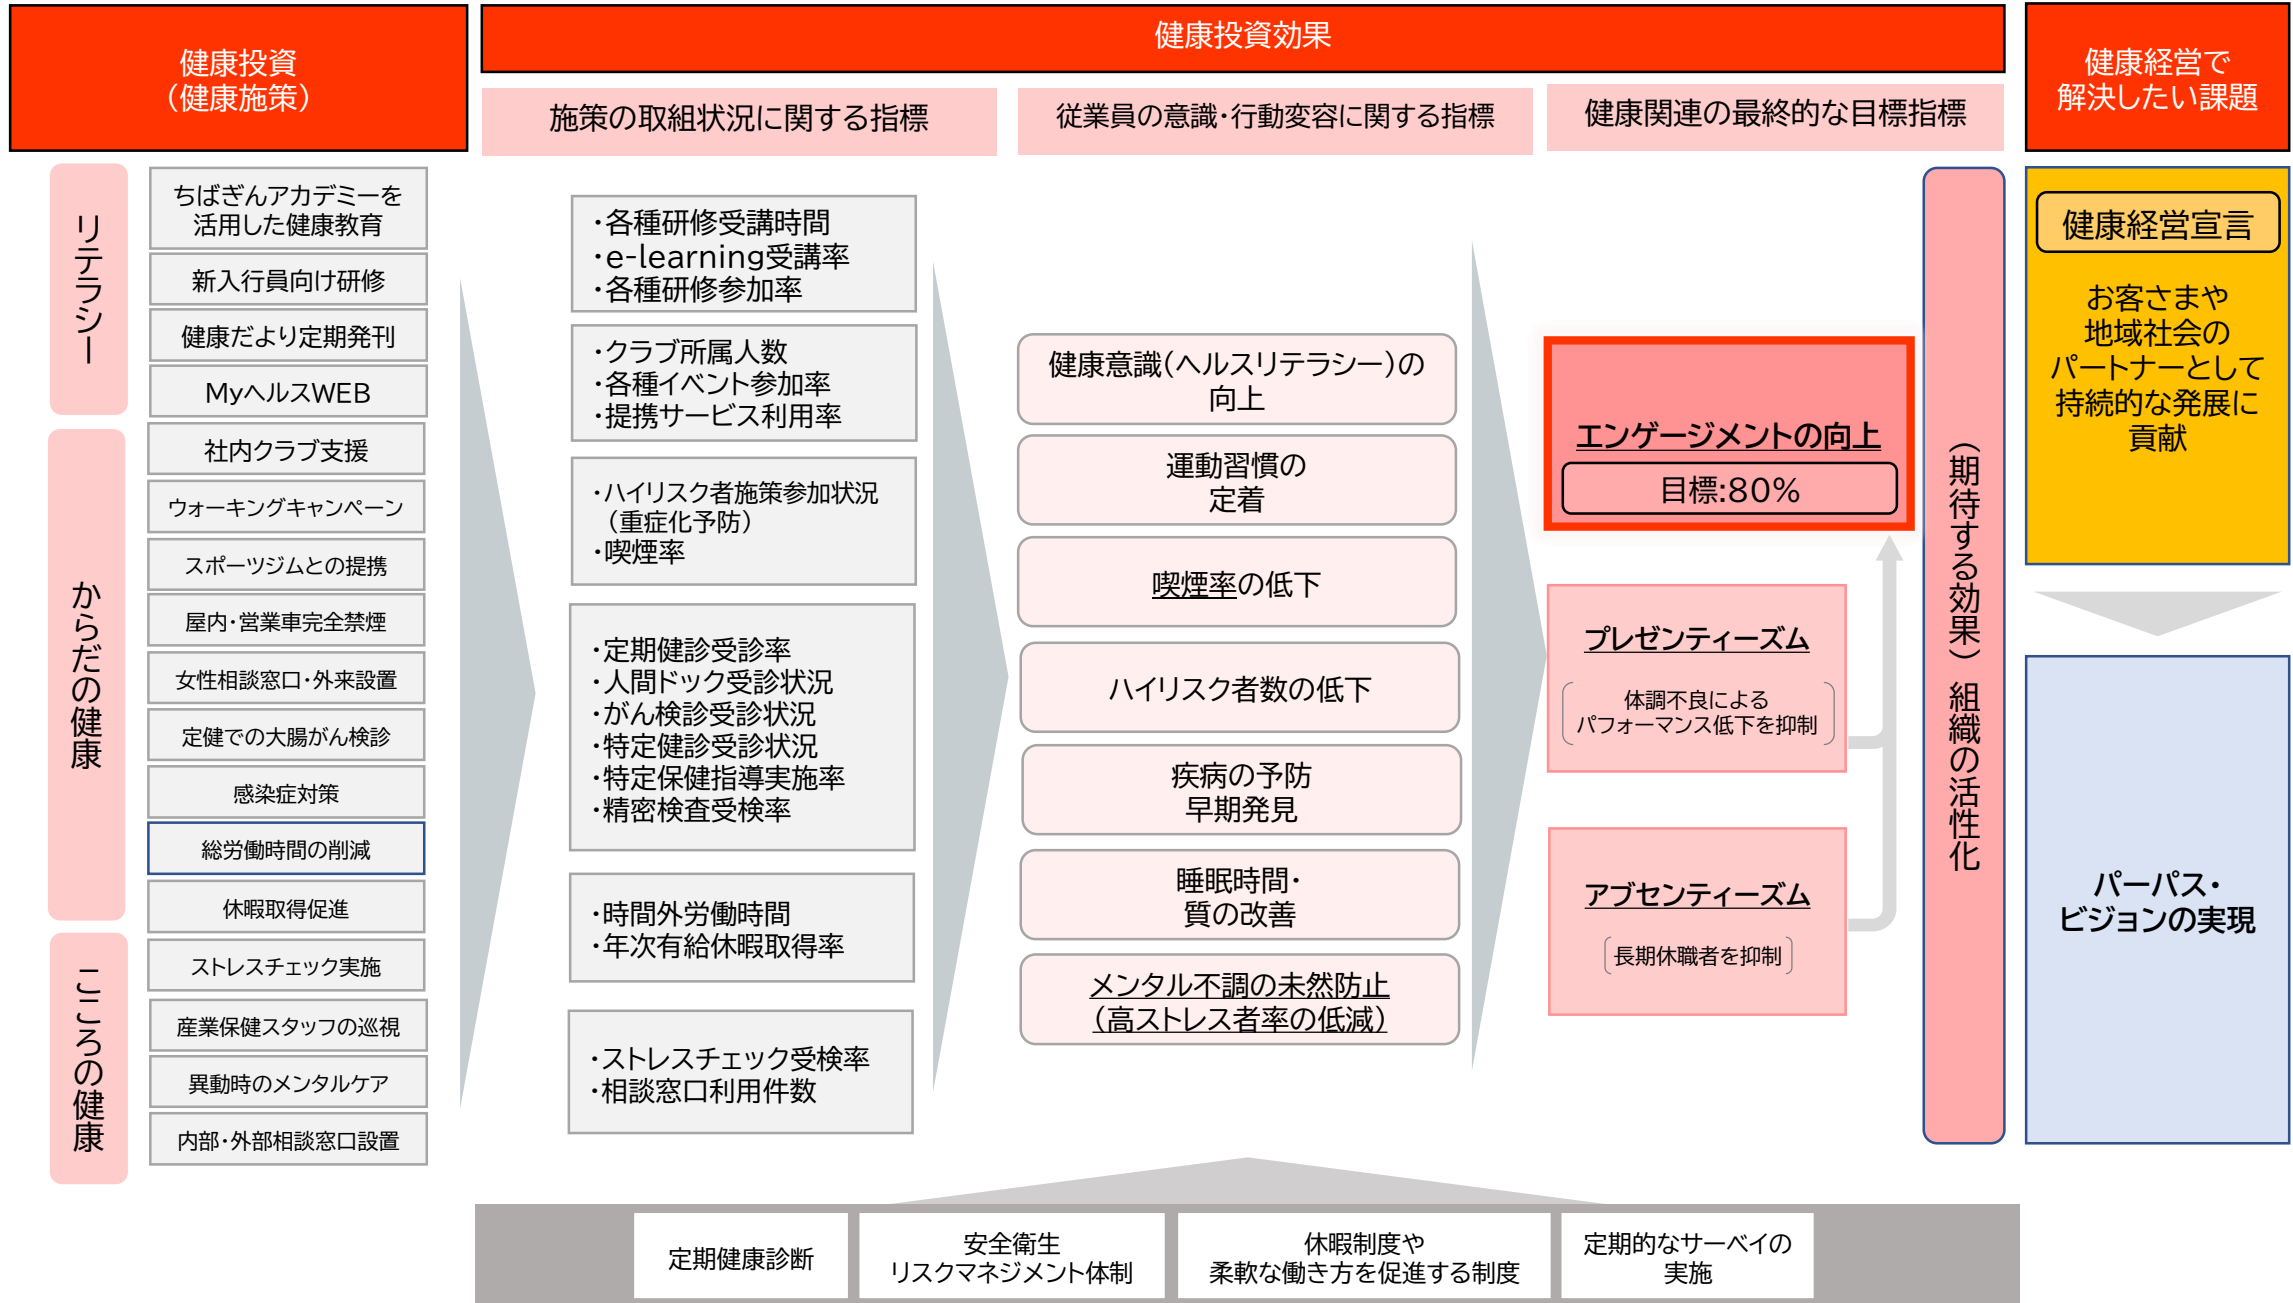 健康投資
（健康施策）
健康投資効果
健康経営で
解決したい課題
施策の取組状況に関する指標
従業員の意識・行動変容に関する指標
健康関連の最終的な目標指標
リテラシー
ちばぎんアカデミーを
活用した健康教育
新入行員向け研修
健康だより定期発刊
MyヘルスWEB
からだの健康
社内クラブ支援
ウォーキングキャンペーン
スポーツジムとの提携
屋内・営業車完全禁煙
女性相談窓口・外来設置
定健での大腸がん検診
感染症対策
総労働時間の削減
休暇取得促進
こころの健康
ストレスチェック実施
産業保健スタッフの巡視
異動時のメンタルケア
内部・外部相談窓口設置
・各種研修受講時間
・e-learning受講率
・各種研修参加率
・クラブ所属人数
・各種イベント参加率
・提携サービス利用率
・ハイリスク者施策参加状況
（重症化予防）
・喫煙率
・定期健診受診率
・人間ドック受診状況
・がん検診受診状況
・特定健診受診状況
・特定保健指導実施率
・精密検査受検率
・時間外労働時間
・年次有給休暇取得率
・ストレスチェック受検率
・相談窓口利用件数
健康意識（ヘルスリテラシー）の
向上
運動習慣の
定着
喫煙率の低下
ハイリスク者数の低下
疾病の予防
早期発見
睡眠時間・
質の改善
メンタル不調の未然防止
（高ストレス者率の低減）
エンゲージメントの向上
目標：80％
プレゼンティーズム
体調不良による
パフォーマンス低下を抑制
アブセンティーズム
長期休職者を抑制
（期待する効果）組織の活性化
健康経営宣言
お客さまや
地域社会の
パートナーとして
持続的な発展に
貢献
パーパス・
ビジョンの実現
定期健康診断
安全衛生
リスクマネジメント体制
休暇制度や
柔軟な働き方を促進する制度
定期的なサーベイの
実施